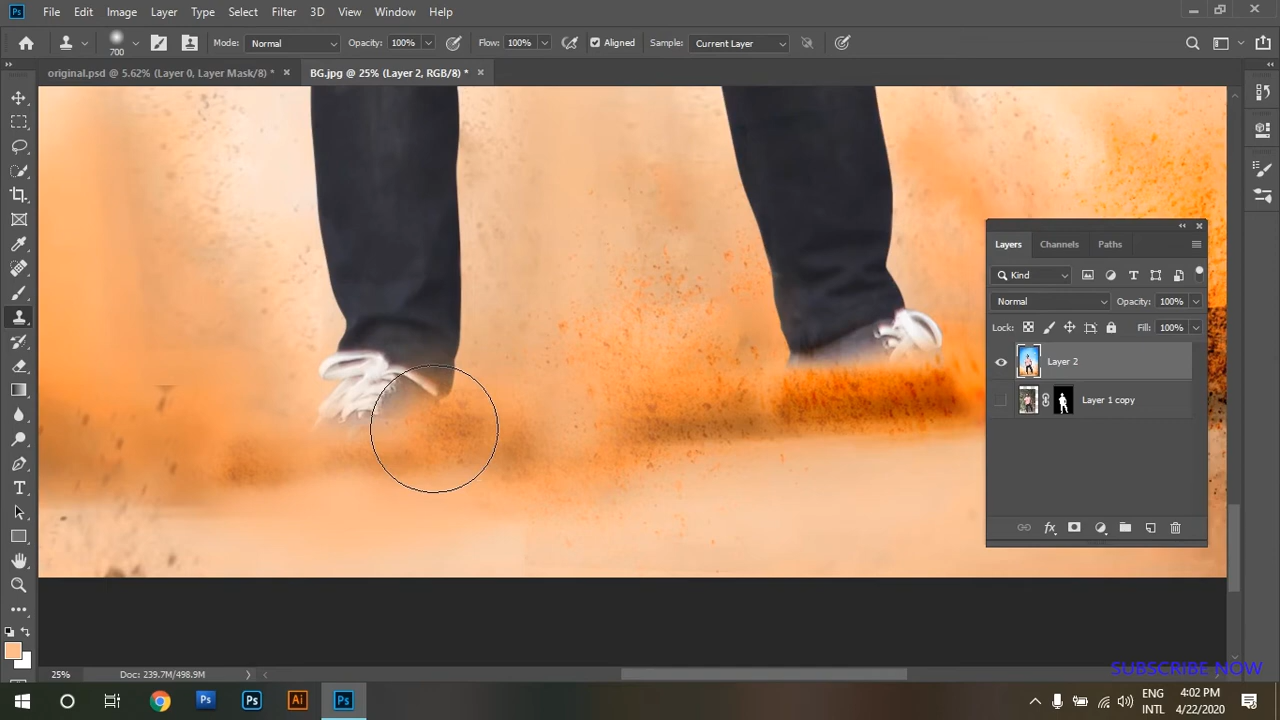 File Edit Image Layer Type Select Filter 3D View Window Help
700 Mode: Normal Opacity: 100% Flow: 100% Aligned Sample: Current Layer
original.psd @ 5.62% (Layer 0, Layer Mask/8) * BG.jpg @ 25% (Layer 2, RGB/8) *
Layers Channels Paths
Kind
Normal Opacity: 100%
Lock: Fill: 100%
Layer 2
Layer 1 copy
fx
25% Doc: 239.7M/498.9M
SUBSCRIBE NOW
ENG 4:02 PM
INTL 4/22/2020